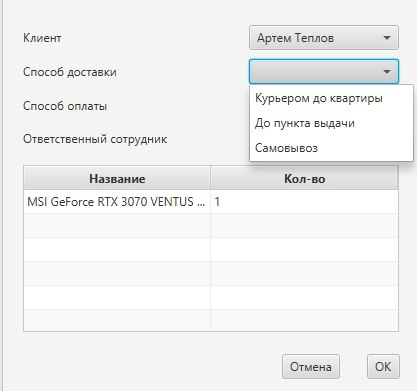 Клиент Артем Теплов
Способ доставки
Курьером до квартиры
Способ оплаты
До пункта выдачи
Ответственный сотрудник
Самовывоз
Название Кол-во
MSI GeForce RTX 3070 VENTUS ... 1
Отмена ОК